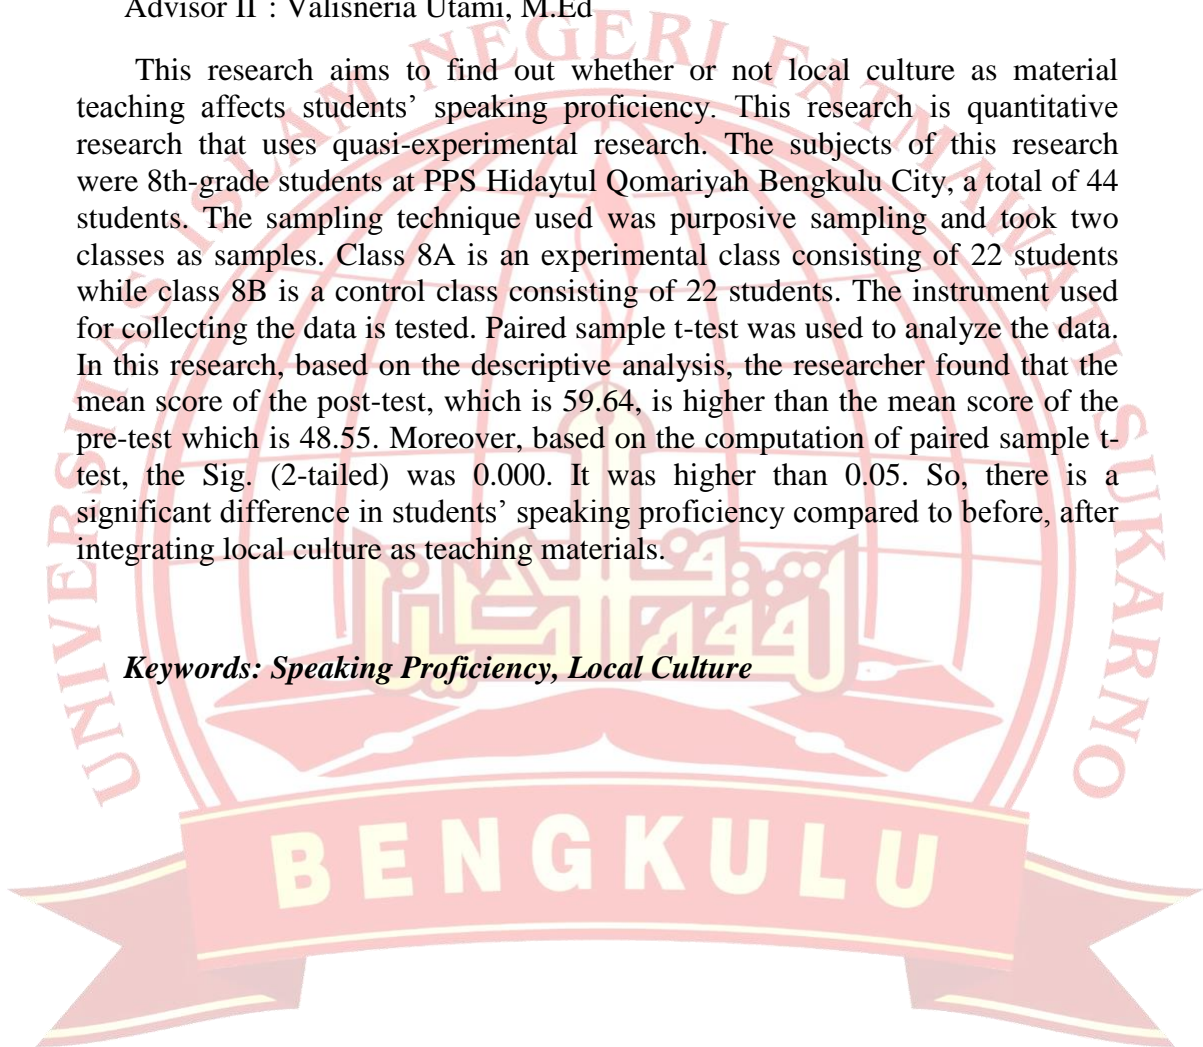 Advisor II : Valisneria Utami, M.Ed
This research aims to find out whether or not local culture as material
teaching affects students’ speaking proficiency. This research is quantitative
research that uses quasi-experimental research. The subjects of this research
were 8th-grade students at PPS Hidaytul Qomariyah Bengkulu City, a total of 44
students. The sampling technique used was purposive sampling and took two
classes as samples. Class 8A is an experimental class consisting of 22 students
while class 8B is a control class consisting of 22 students. The instrument used
for collecting the data is tested. Paired sample t-test was used to analyze the data.
In this research, based on the descriptive analysis, the researcher found that the
mean score of the post-test, which is 59.64, is higher than the mean score of the
pre-test which is 48.55. Moreover, based on the computation of paired sample t-
test, the Sig. (2-tailed) was 0.000. It was higher than 0.05. So, there is a
significant difference in students’ speaking proficiency compared to before, after
integrating local culture as teaching materials.
Keywords: Speaking Proficiency, Local Culture
UNIVERSITAS ISLAM NEGERI FATMAWATI SUKARNO
BENGKULU